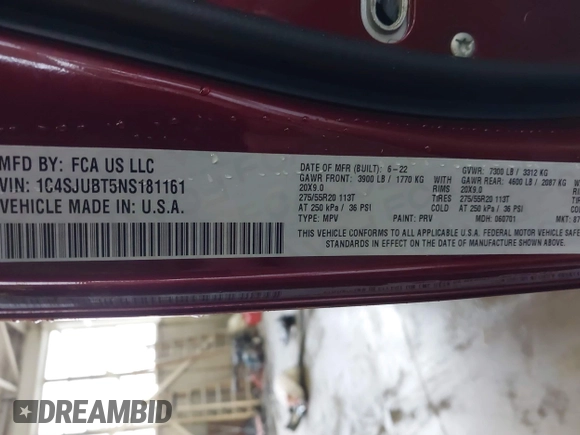 MFD BY: FCA US LLC
VIN: 1C4SJUBT5NS181161
VEHICLE MADE IN: U.S.A.
DATE OF MFR (BUILT): 6-22 GVWR: 7300 LB / 3312 KG
GAWR FRONT: 3900 LB / 1770 KG WITH GAWR REAR: 4600 LB / 2087 KG
20X9.0 RIMS 20X9.0
275/55R20 113T TIRES 275/55R20 113T
AT 250 kPa / 36 PSI COLD AT 250 kPa / 36 PSI
TYPE: MPV PAINT: PRV MDH: 060701 MKT:
THIS VEHICLE CONFORMS TO ALL APPLICABLE U.S.A. FEDERAL MOTOR VEHICLE SAFE
STANDARDS IN EFFECT ON THE DATE OF MANUFACTURE SHOWN ABOVE.
DREAMBID